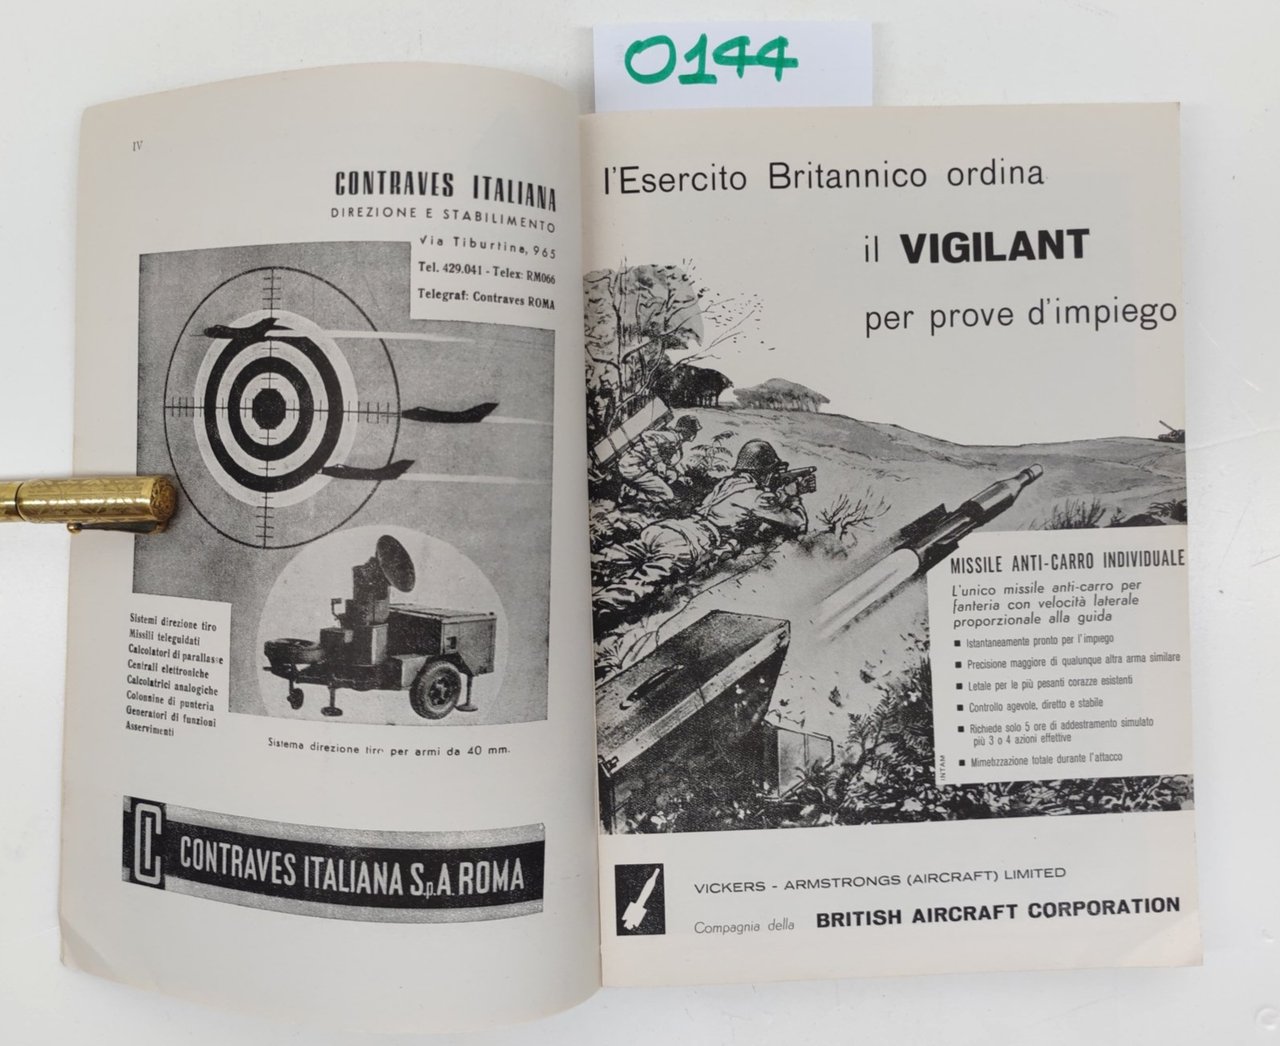 O144
IV
CONTRAVES ITALIANA
DIREZIONE E STABILIMENTO
Via Tiburtina, 965
Tel. 429.041 - Telex: RM066
Telegraf: Contraves ROMA
Sistemi direzione tiro
Missili teleguidati
Calcolatori di parallasse
Centrali elettroniche
Calcolatrici analogiche
Colonnine di punteria
Generatori di funzioni
Asservimenti
Sistema direzione tiro per armi da 40 mm.
CONTRAVES ITALIANA S.p.A. ROMA
l'Esercito Britannico ordina
il VIGILANT
per prove d'impiego
MISSILE ANTI-CARRO INDIVIDUALE
L'unico missile anti-carro per
fanteria con velocità laterale
proporzionale alla guida
■ Istantaneamente pronto per l'impiego
■ Precisione maggiore di qualunque altra arma similare
■ Letale per le più pesanti corazze esistenti
■ Controllo agevole, diretto e stabile
■ Richiede solo 5 ore di addestramento simulato
più 3 o 4 azioni effettive
■ Mimetizzazione totale durante l'attacco
INTAM
VICKERS - ARMSTRONGS (AIRCRAFT) LIMITED
Compagnia della BRITISH AIRCRAFT CORPORATION